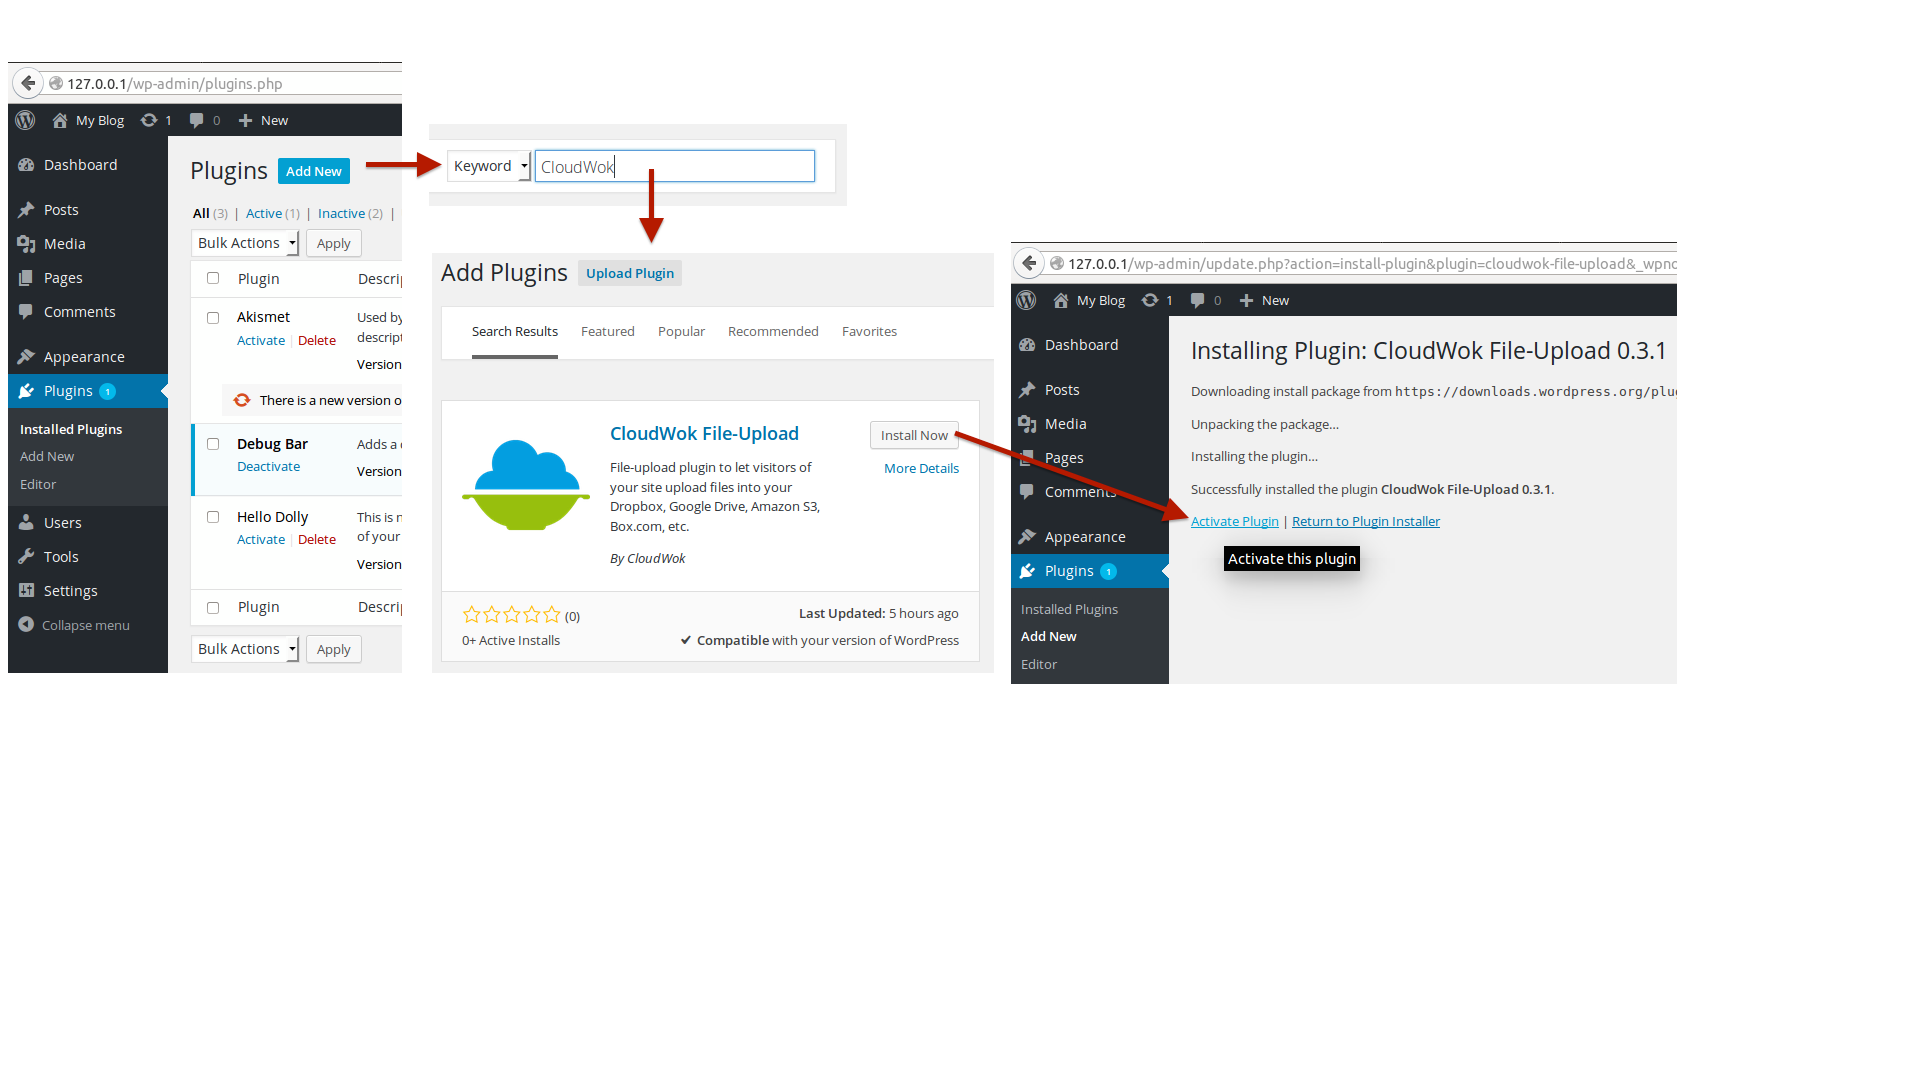 127.0.0.1/wp-admin/plugins.php
My Blog 1 0 New
Dashboard
Posts
Media
Pages
Comments
Appearance
Plugins 1
Installed Plugins
Add New
Editor
Users
Tools
Settings
Collapse menu
Plugins Add New
All (3) | Active (1) | Inactive (2) |
Bulk Actions Apply
Plugin
Akismet Used by
Activate | Delete
Version
There is a new version o
Debug Bar Adds a
Deactivate Version
Hello Dolly This is
Activate | Delete of your
Version
Plugin
Bulk Actions Apply
Keyword CloudWok
Add Plugins Upload Plugin
Search Results Featured Popular Recommended Favorites
CloudWok File-Upload Install Now
More Details
File-upload plugin to let visitors of
your site upload files into your
Dropbox, Google Drive, Amazon S3,
Box.com, etc.
By CloudWok
(0) Last Updated: 5 hours ago
0+ Active Installs Compatible with your version of WordPress
127.0.0.1/wp-admin/update.php?action=install-plugin&plugin=cloudwok-file-upload&_wpno
My Blog 1 0 New
Dashboard
Posts
Media
Pages
Comments
Appearance
Plugins 1
Installed Plugins
Add New
Editor
Installing Plugin: CloudWok File-Upload 0.3.1
Downloading install package from https://downloads.wordpress.org/plu
Unpacking the package...
Installing the plugin...
Successfully installed the plugin CloudWok File-Upload 0.3.1.
Activate Plugin | Return to Plugin Installer
Activate this plugin